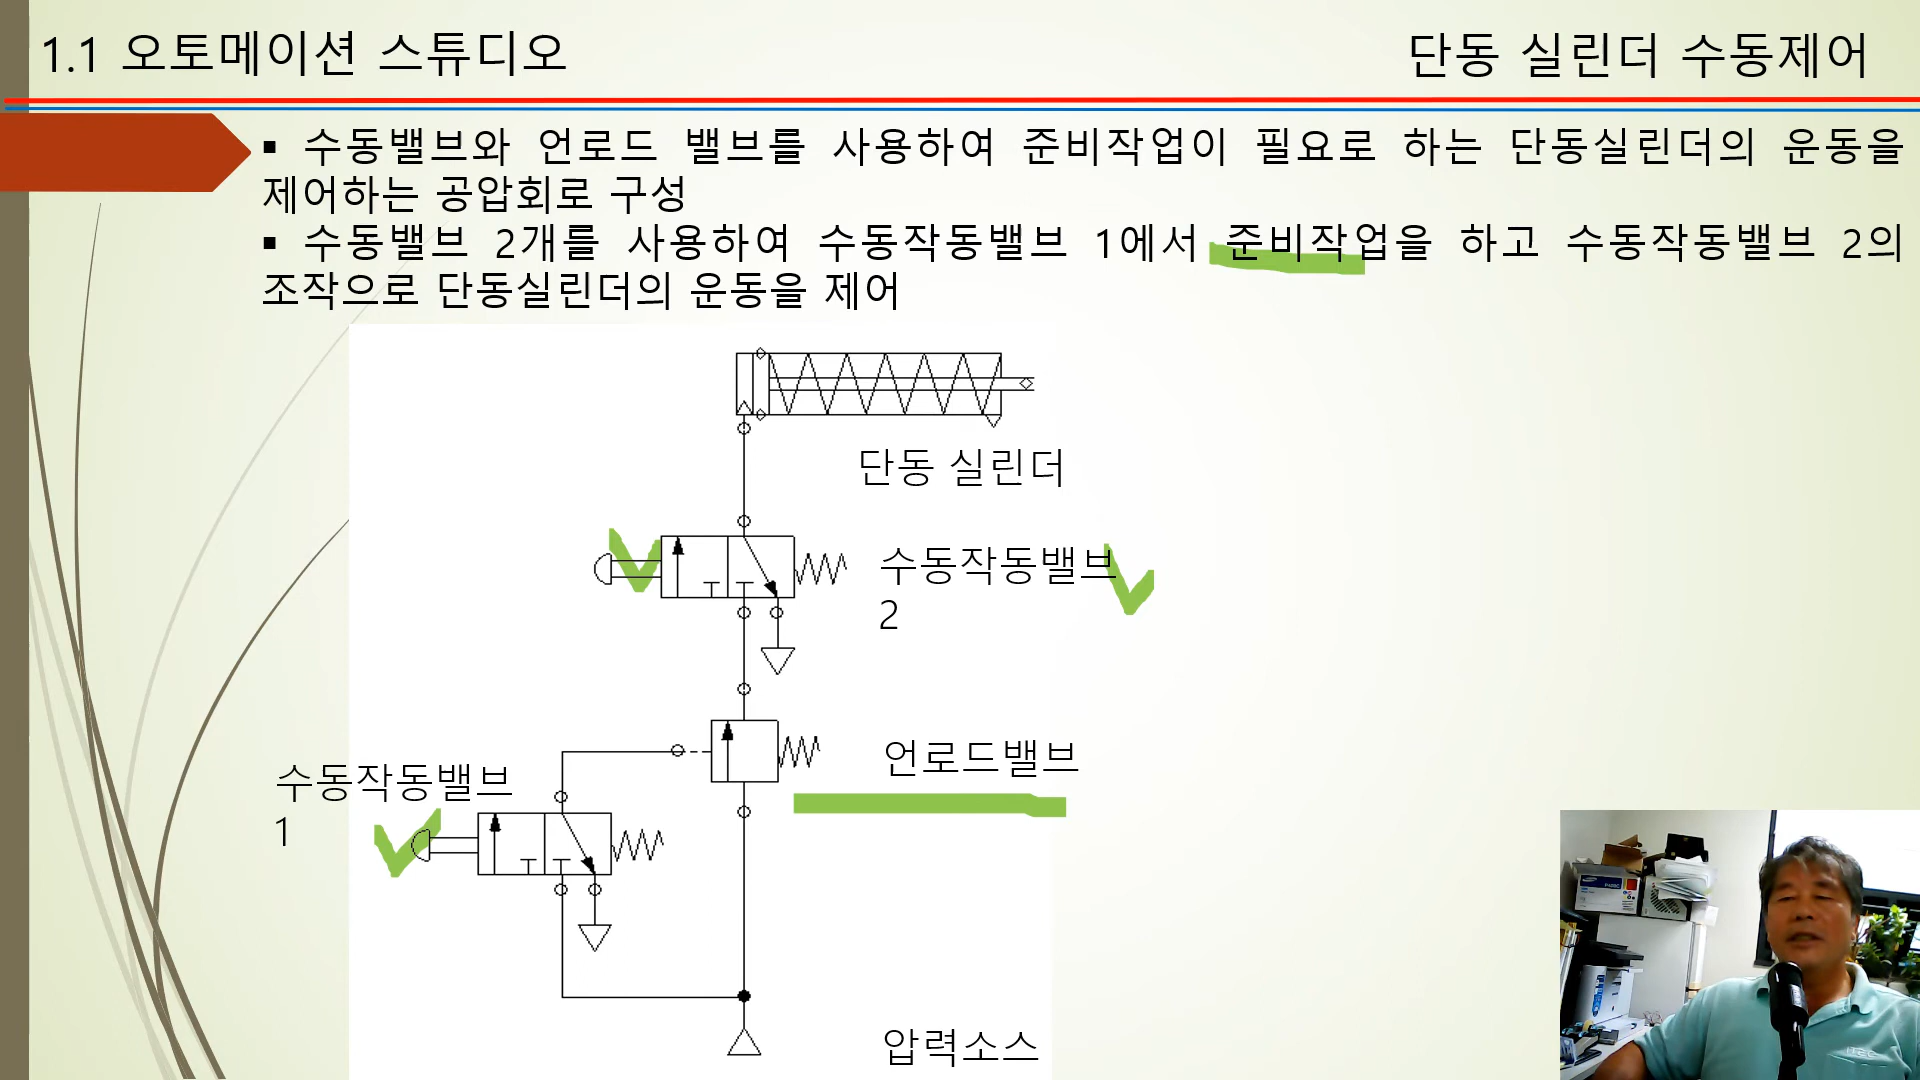 1.1 오토메이션 스튜디오
단동 실린더 수동제어
▪ 수동밸브와 언로드 밸브를 사용하여 준비작업이 필요로 하는 단동실린더의 운동을
제어하는 공압회로 구성
▪ 수동밸브 2개를 사용하여 수동작동밸브 1에서 준비작업을 하고 수동작동밸브 2의
조작으로 단동실린더의 운동을 제어
단동 실린더
수동작동밸브
2
언로드밸브
수동작동밸브
1
압력소스